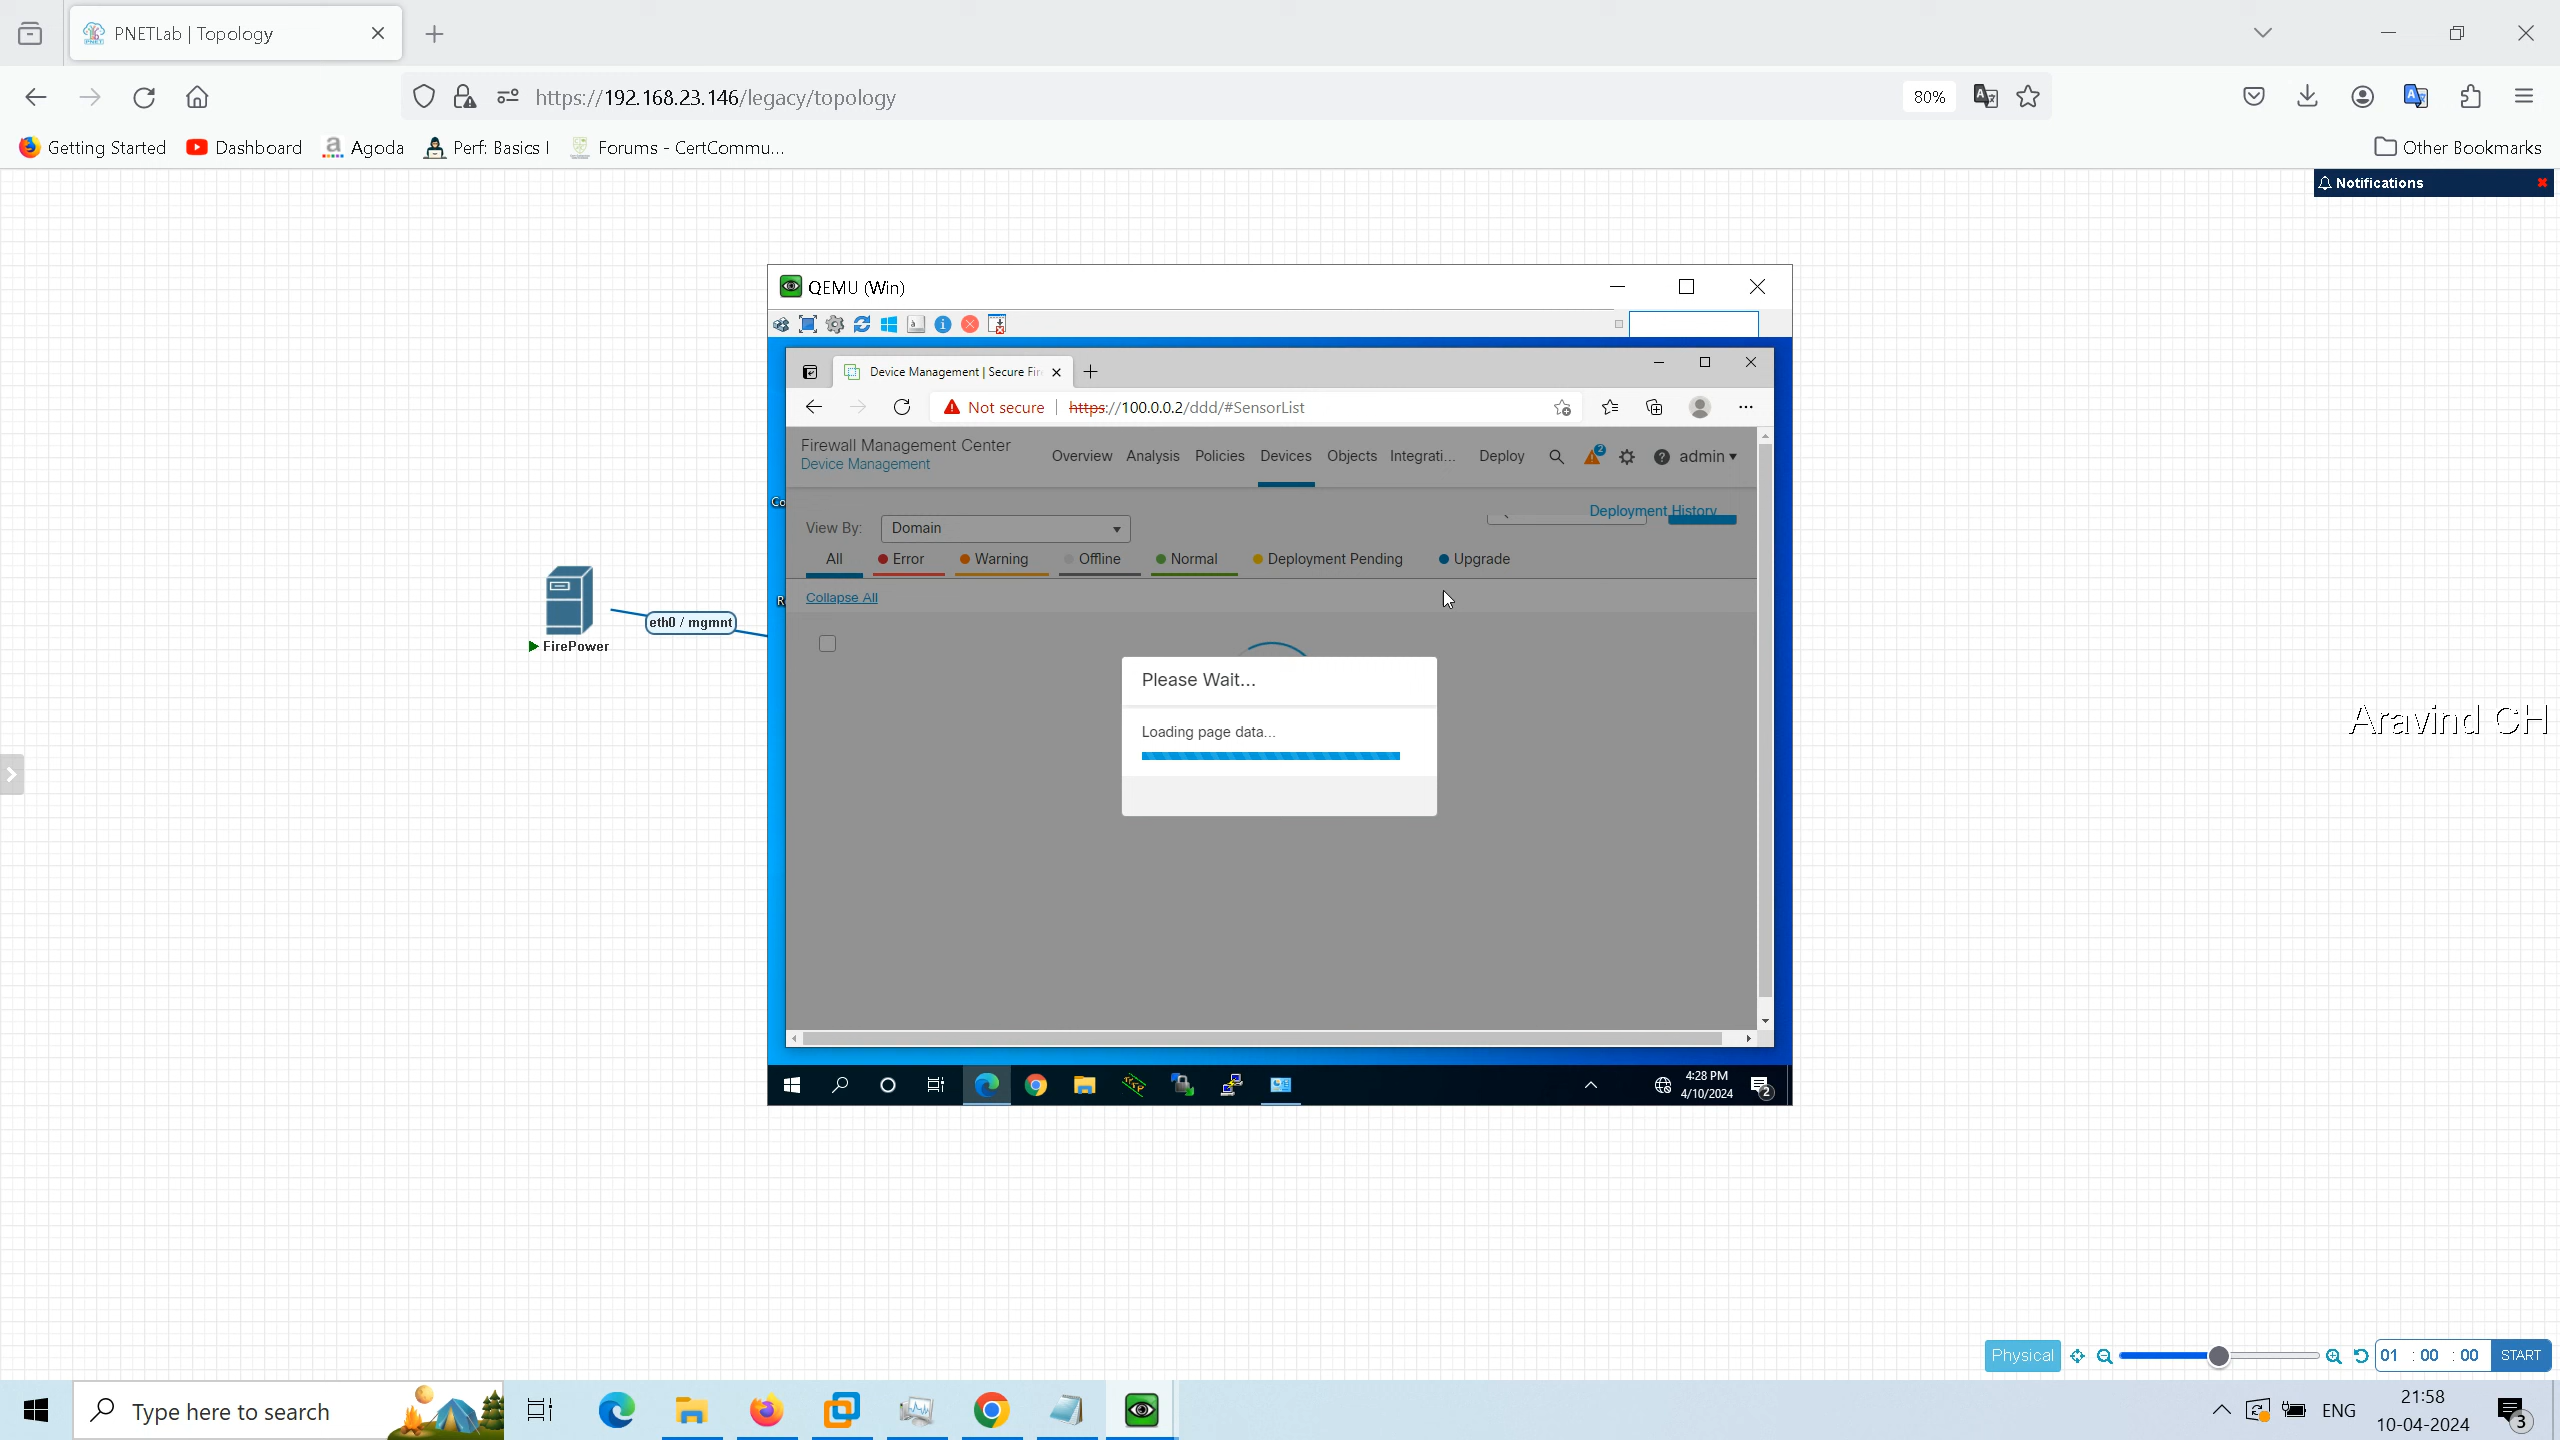 PNETLab | Topology
https://192.168.23.146/legacy/topology
80%
Getting Started
Dashboard
Agoda
Perf: Basics I
Forums - CertCommu...
Other Bookmarks
Notifications
QEMU (Win)
Device Management | Secure Fir
Not secure
https://100.0.0.2/ddd/#SensorList
Firewall Management Center
Device Management
Overview Analysis Policies Devices Objects Integrati... Deploy
2
admin
Deployment History
View By:
Domain
All
Error
Warning
Offline
Normal
Deployment Pending
Upgrade
Collapse All
Please Wait...
Loading page data...
Co
R
eth0 / mgmnt
FirePower
Aravind CH
4:28 PM
4/10/2024
2
Physical
01 : 00 : 00
START
Type here to search
ENG
21:58
10-04-2024
3